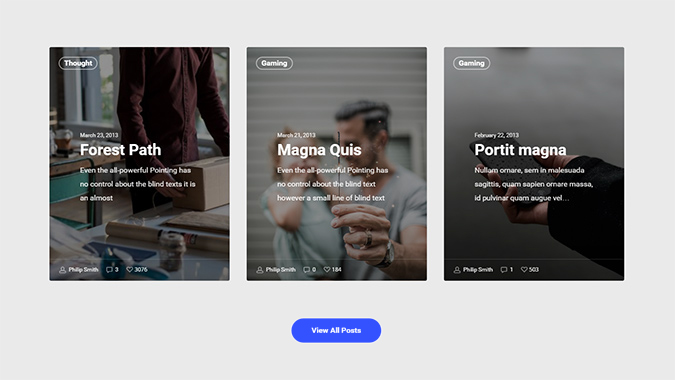 Thought
March 23, 2013
Forest Path
Even the all-powerful Pointing has
no control about the blind texts it is
an almost
Philip Smith 3 3076
Gaming
March 21, 2013
Magna Quis
Even the all-powerful Pointing has
no control about the blind text
however a small line of blind text
Philip Smith 0 184
Gaming
February 22, 2013
Portit magna
Nullam ornare, sem in malesuada
sagittis, quam sapien ornare massa,
id pulvinar quam augue vel...
Philip Smith 1 503
View All Posts